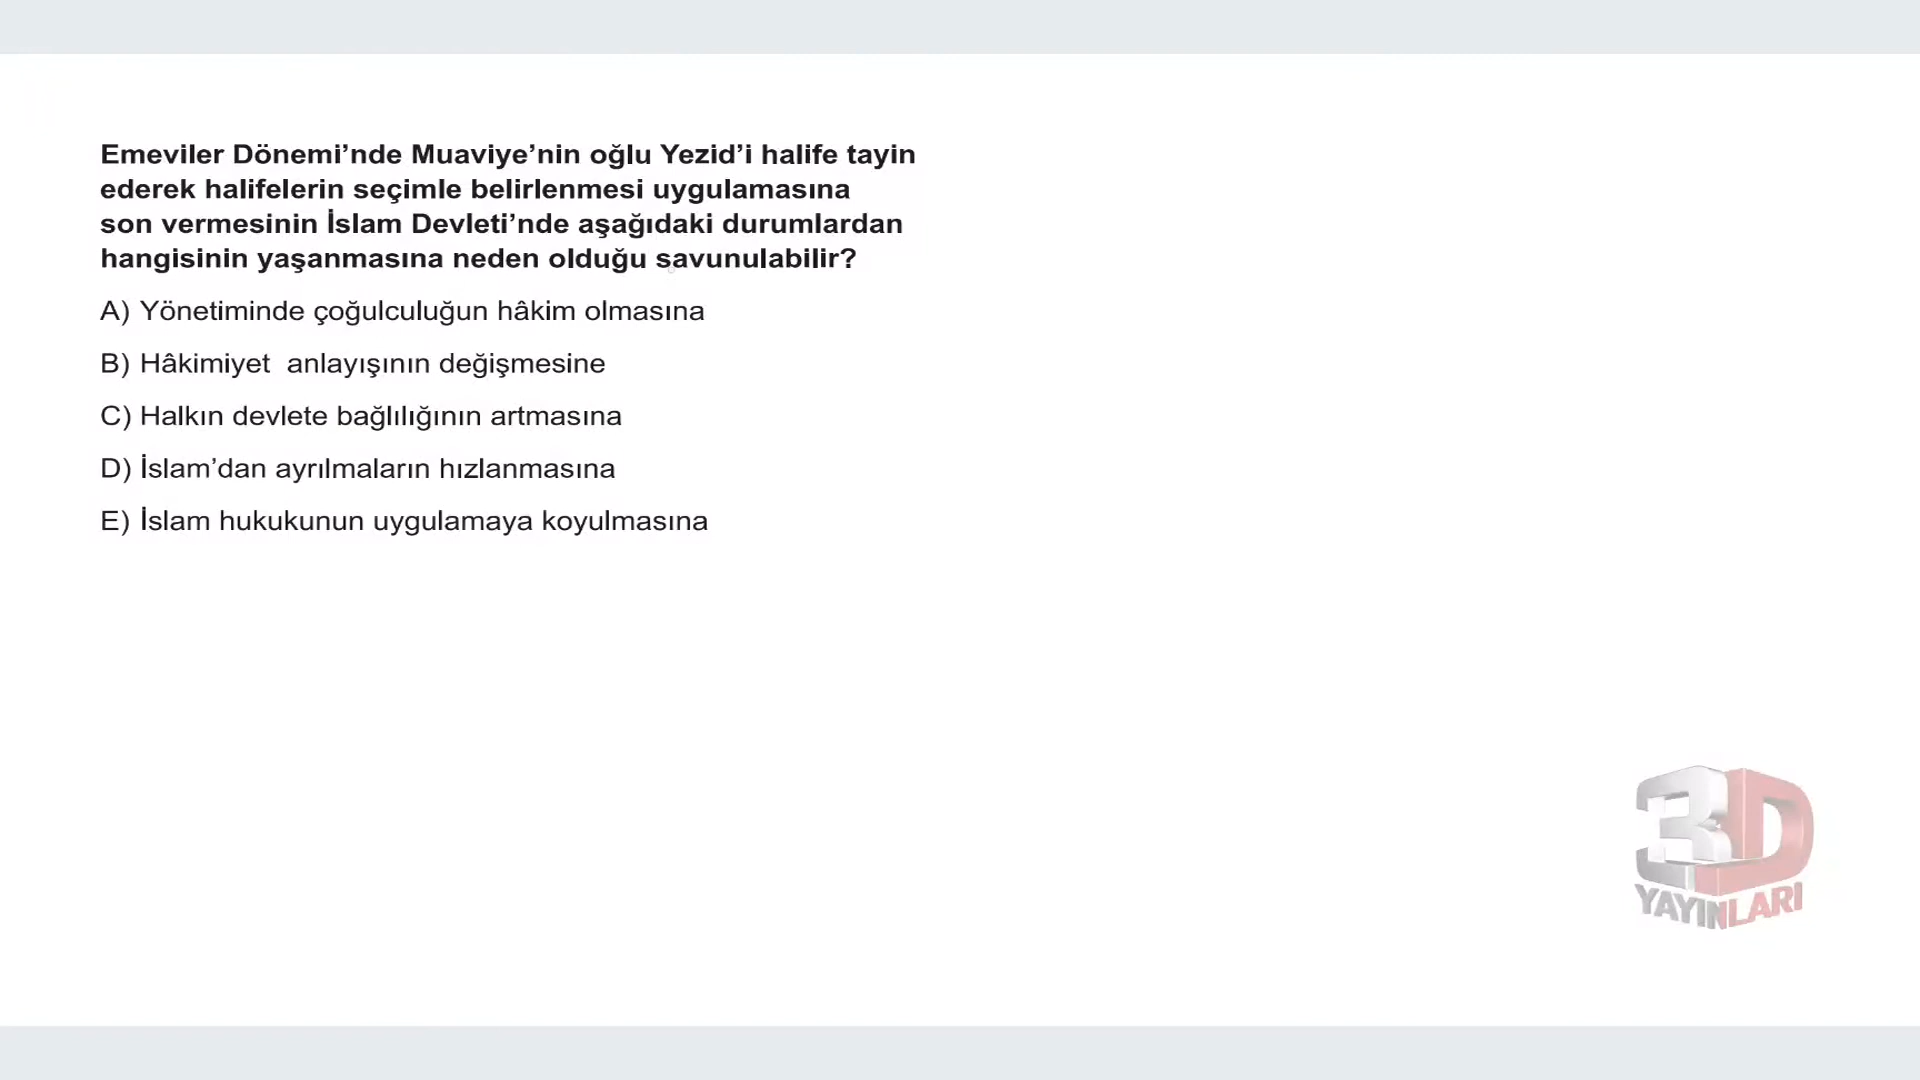 Emeviler Dönemi’nde Muaviye’nin oğlu Yezid’i halife tayin
ederek halifelerin seçimle belirlenmesi uygulamasına
son vermesinin İslam Devleti’nde aşağıdaki durumlardan
hangisinin yaşanmasına neden olduğu savunulabilir?
A) Yönetiminde çoğulculuğun hâkim olmasına
B) Hâkimiyet  anlayışının değişmesine
C) Halkın devlete bağlılığının artmasına
D) İslam’dan ayrılmaların hızlanmasına
E) İslam hukukunun uygulamaya koyulmasına
3D
YAYINLARI